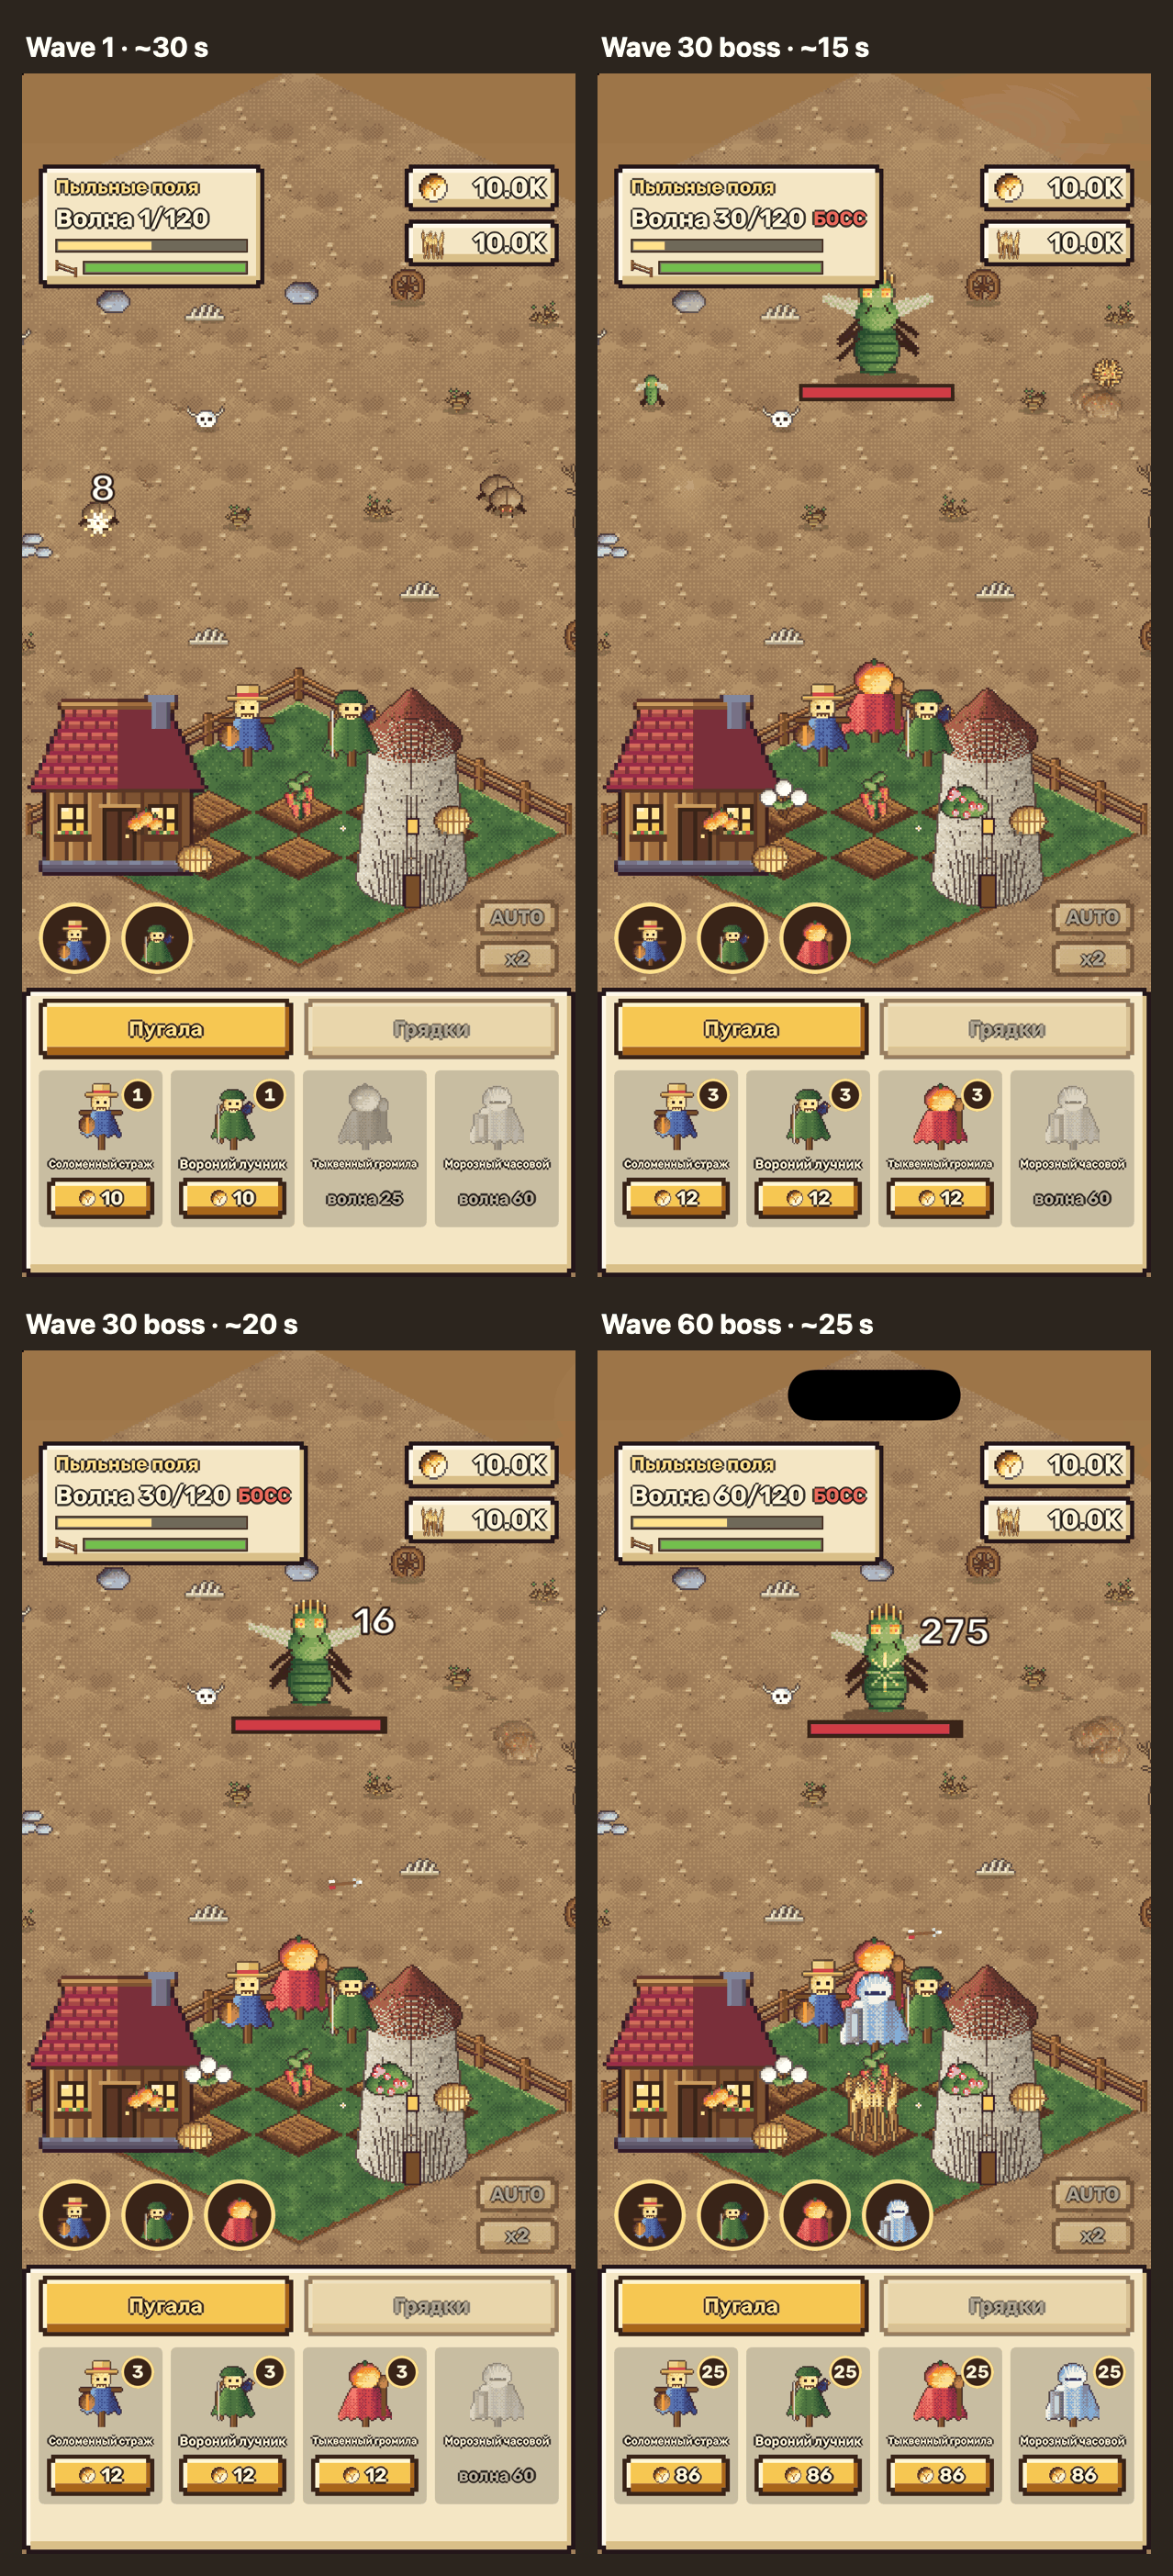 Wave 1 · ~30 s
Пыльные поля
Волна 1/120
10.0K
10.0K
8
AUTO
x2
Пугала
Грядки
1
1
Соломенный страж
Вороний лучник
Тыквенный громила
Морозный часовой
10
10
волна 25
волна 60
Wave 30 boss · ~15 s
Пыльные поля
Волна 30/120 БОСС
10.0K
10.0K
AUTO
x2
Пугала
Грядки
3
3
3
Соломенный страж
Вороний лучник
Тыквенный громила
Морозный часовой
12
12
12
волна 60
Wave 30 boss · ~20 s
Пыльные поля
Волна 30/120 БОСС
10.0K
10.0K
16
AUTO
x2
Пугала
Грядки
3
3
3
Соломенный страж
Вороний лучник
Тыквенный громила
Морозный часовой
12
12
12
волна 60
Wave 60 boss · ~25 s
Пыльные поля
Волна 60/120 БОСС
10.0K
10.0K
275
AUTO
x2
Пугала
Грядки
25
25
25
25
Соломенный страж
Вороний лучник
Тыквенный громила
Морозный часовой
86
86
86
86